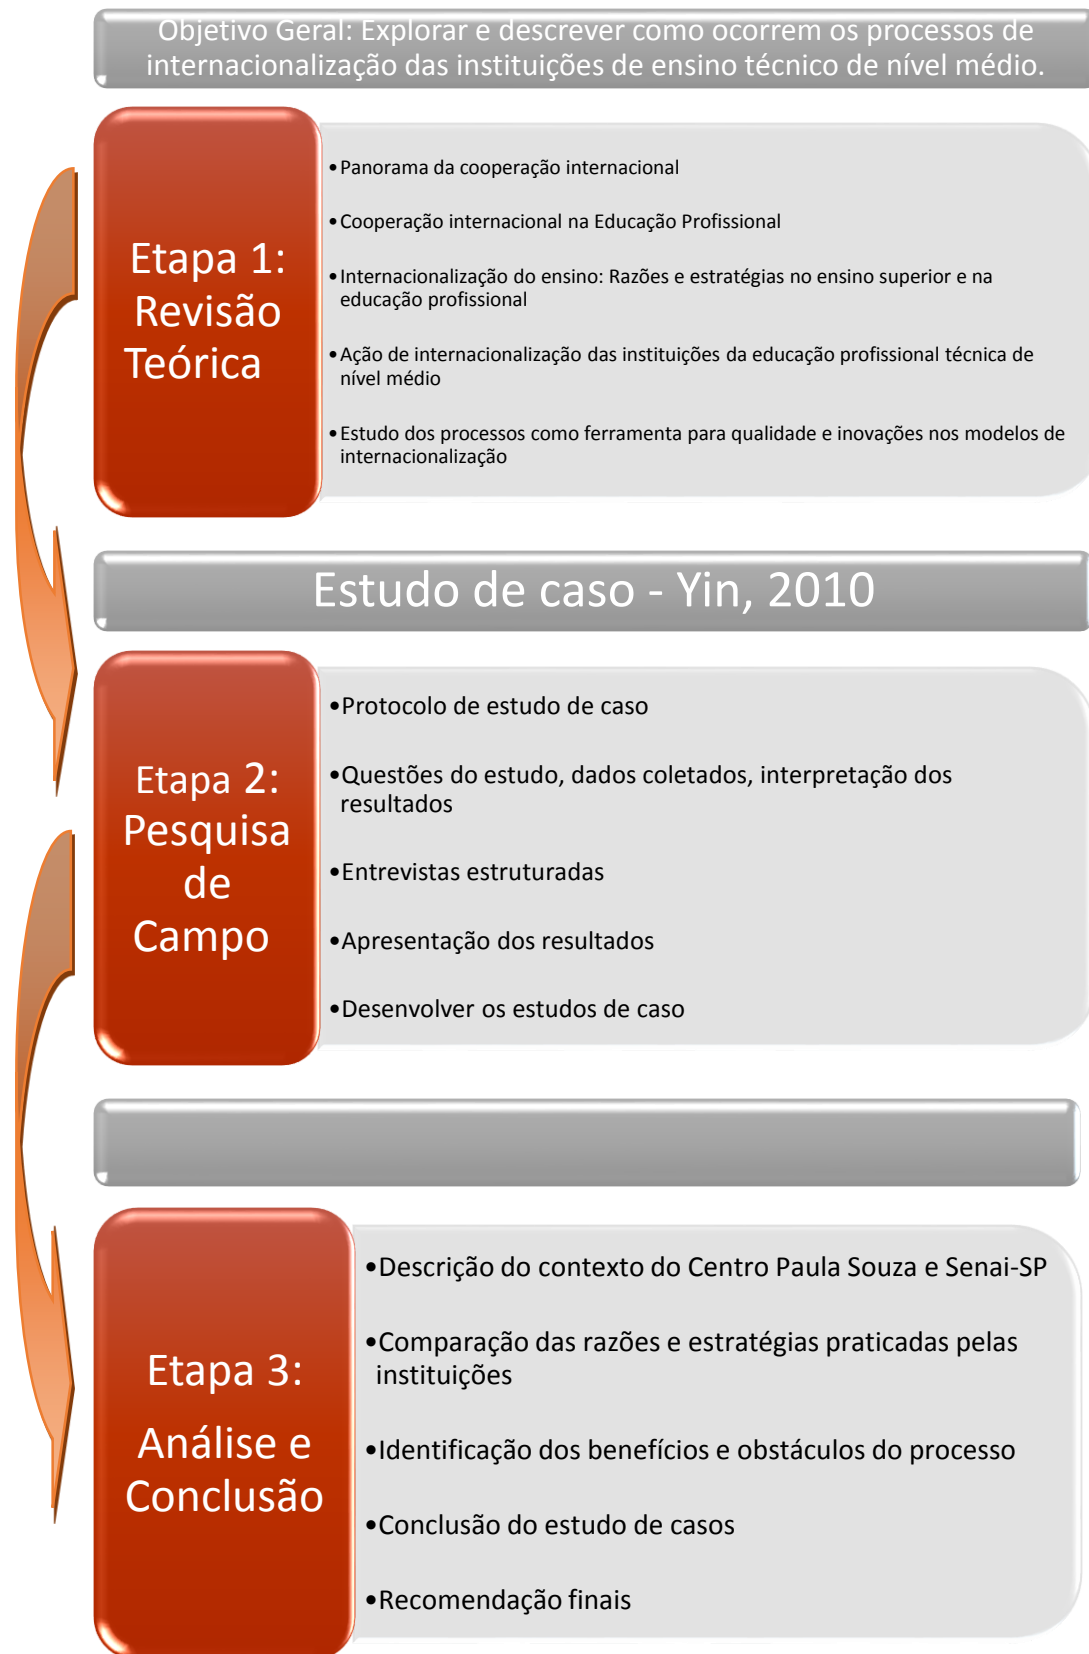 Objetivo Geral: Explorar e descrever como ocorrem os processos de
internacionalização das instituições de ensino técnico de nível médio.
Etapa 1:
Revisão
Teórica
•Panorama da cooperação internacional
•Cooperação internacional na Educação Profissional
•Internacionalização do ensino: Razões e estratégias no ensino superior e na
educação profissional
•Ação de internacionalização das instituições da educação profissional técnica de
nível médio
•Estudo dos processos como ferramenta para qualidade e inovações nos modelos de
internacionalização
Estudo de caso - Yin, 2010
Etapa 2:
Pesquisa
de
Campo
•Protocolo de estudo de caso
•Questões do estudo, dados coletados, interpretação dos
resultados
•Entrevistas estruturadas
•Apresentação dos resultados
•Desenvolver os estudos de caso
Etapa 3:
Análise e
Conclusão
•Descrição do contexto do Centro Paula Souza e Senai-SP
•Comparação das razões e estratégias praticadas pelas
instituições
•Identificação dos benefícios e obstáculos do processo
•Conclusão do estudo de casos
•Recomendação finais